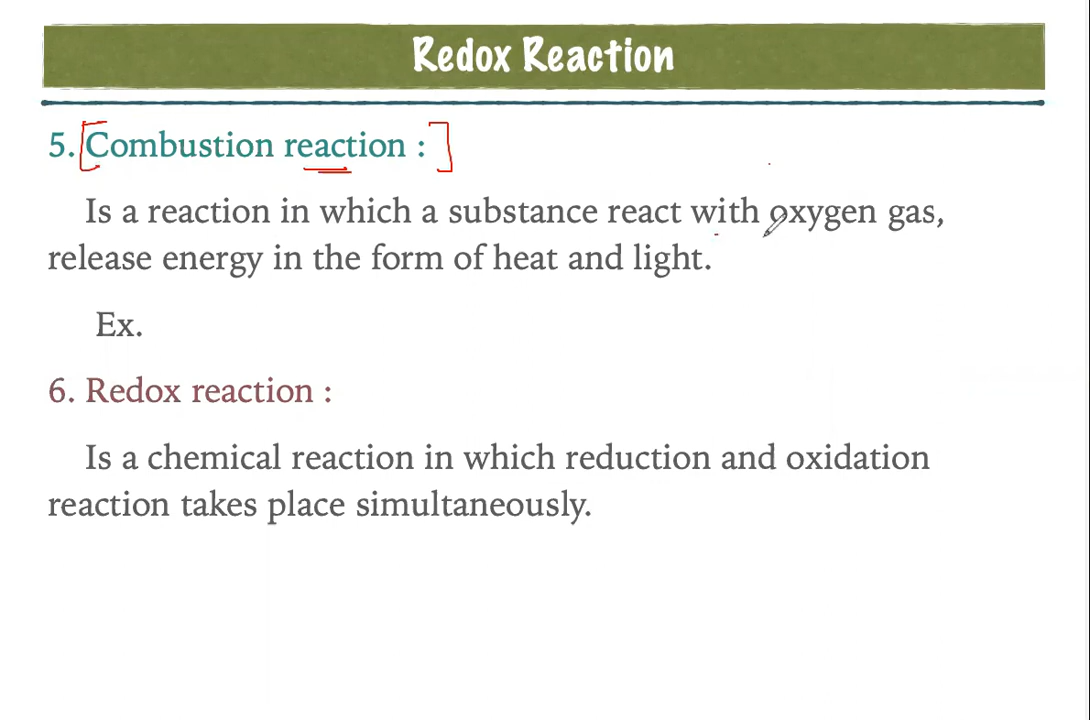 Redox Reaction
5. Combustion reaction :
Is a reaction in which a substance react with oxygen gas,
release energy in the form of heat and light.
Ex.
6. Redox reaction :
Is a chemical reaction in which reduction and oxidation
reaction takes place simultaneously.